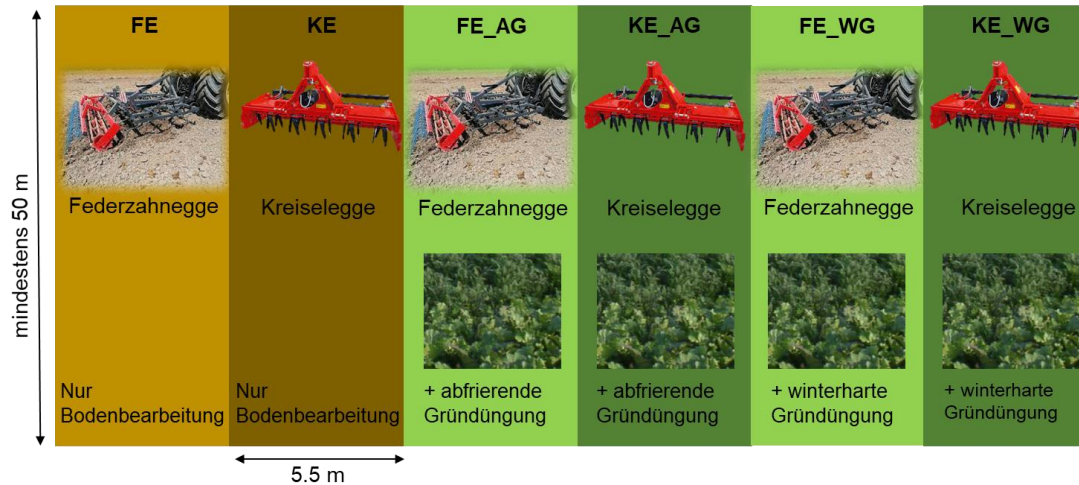 FE
KE
FE_AG
KE_AG
FE_WG
KE_WG
mindestens 50 m
Federzahnegge
Kreiselegge
Federzahnegge
Kreiselegge
Federzahnegge
Kreiselegge
Nur
Bodenbearbeitung
Nur
Bodenbearbeitung
+ abfrierende
Gründüngung
+ abfrierende
Gründüngung
+ winterharte
Gründüngung
+ winterharte
Gründüngung
5.5 m